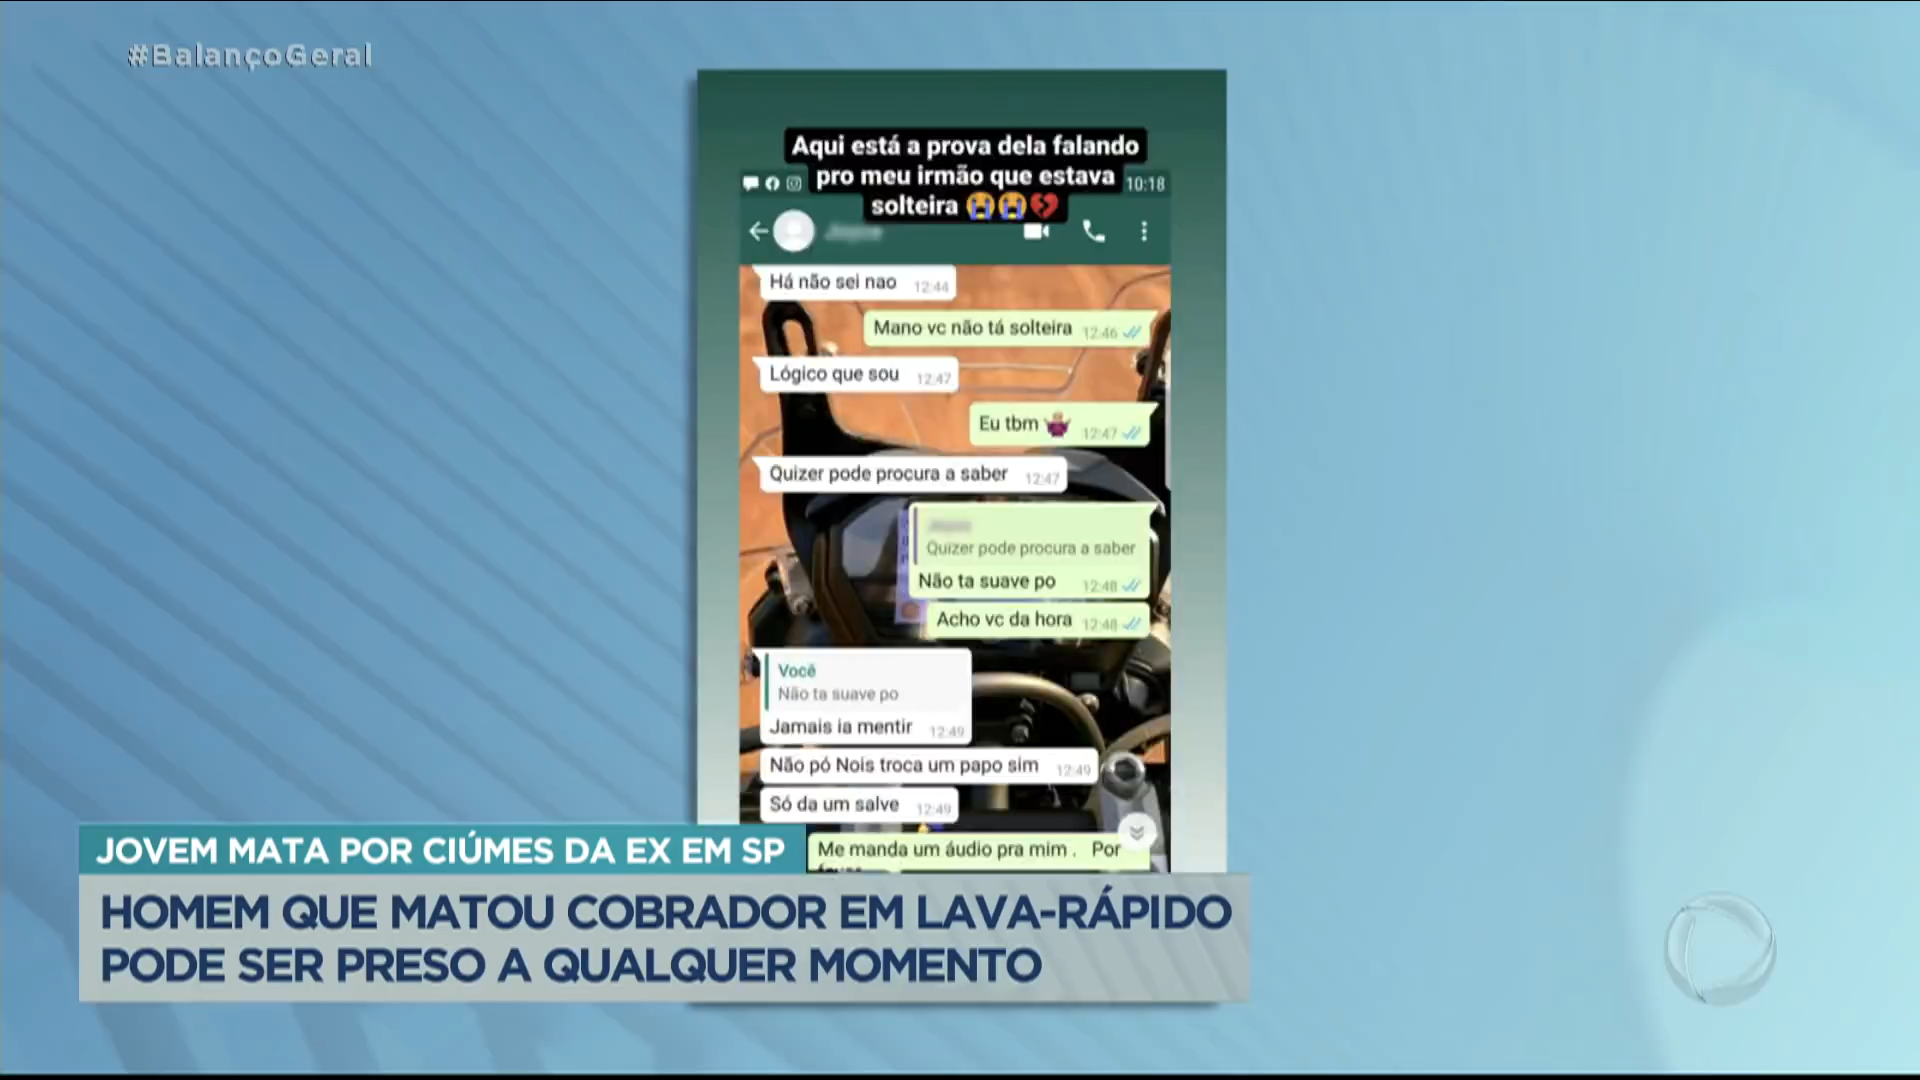 #BalançoGeral
Aqui está a prova dela falando
pro meu irmão que estava
solteira 😭😭💔
10:18
Há não sei nao 12:44
Mano vc não tá solteira 12:46
Lógico que sou 12:47
Eu tbm 12:47
Quizer pode procura a saber 12:47
Quizer pode procura a saber
Não ta suave po 12:48
Acho vc da hora 12:48
Você
Não ta suave po
Jamais ia mentir 12:49
Não pó Nois troca um papo sim 12:49
Só da um salve 12:49
Me manda um áudio pra mim . Por
JOVEM MATA POR CIÚMES DA EX EM SP
HOMEM QUE MATOU COBRADOR EM LAVA-RÁPIDO
PODE SER PRESO A QUALQUER MOMENTO